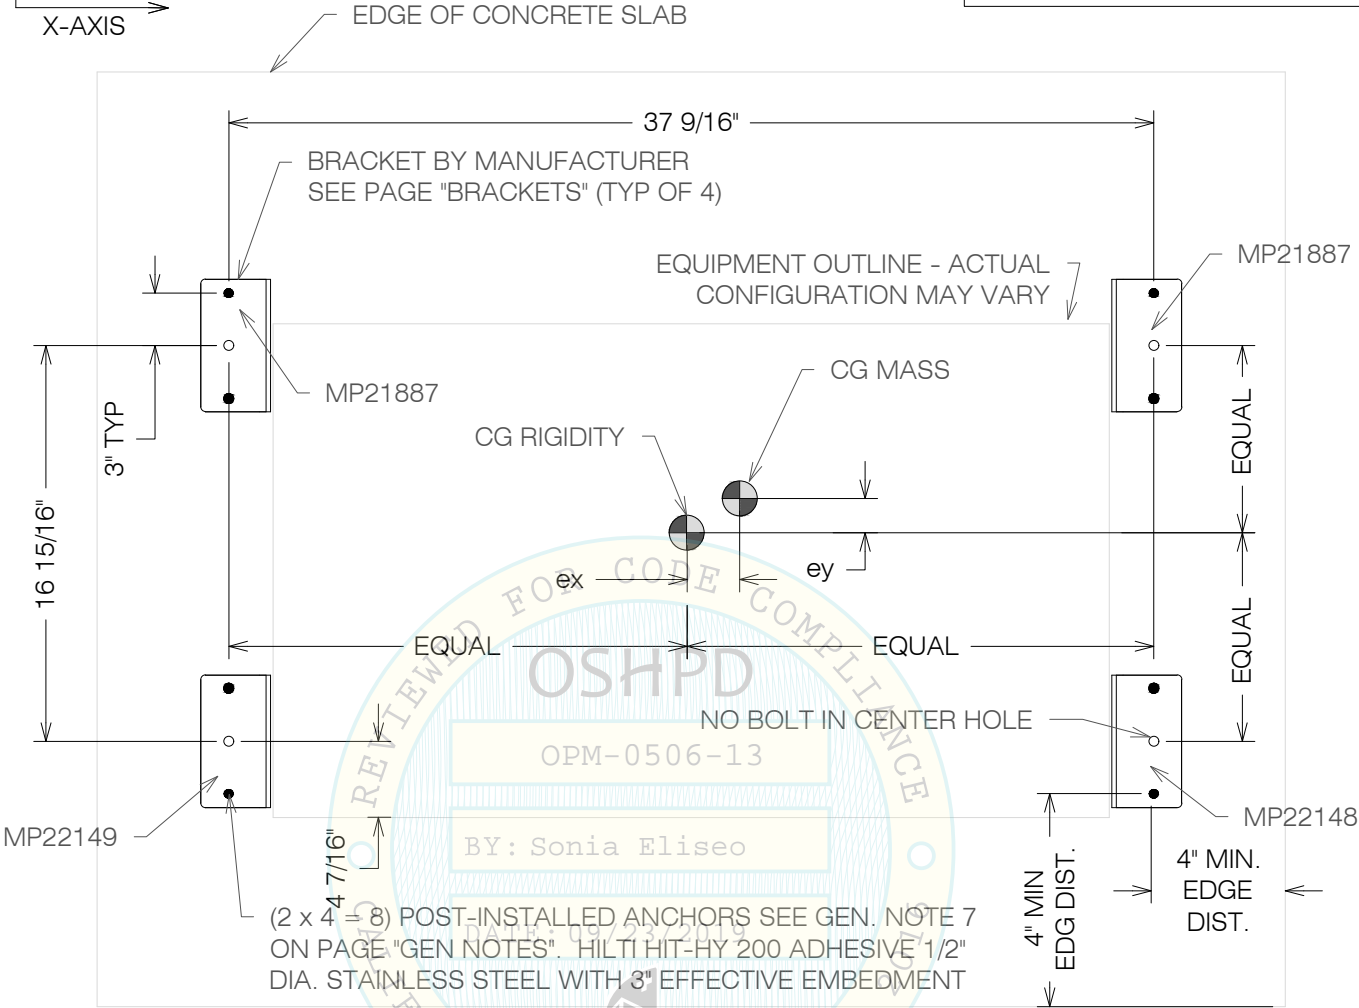 X-AXIS
EDGE OF CONCRETE SLAB
37 9/16"
BRACKET BY MANUFACTURER
SEE PAGE "BRACKETS" (TYP OF 4)
EQUIPMENT OUTLINE - ACTUAL
CONFIGURATION MAY VARY
MP21887
MP21887
CG MASS
CG RIGIDITY
3" TYP
16 15/16"
EQUAL
EQUAL
ex
ey
EQUAL
EQUAL
REVIEWED FOR CODE COMPLIANCE
OSHPD
NO BOLT IN CENTER HOLE
OPM-0506-13
MP22149
MP22148
BY: Sonia Eliseo
4 7/16"
4" MIN
EDG DIST.
4" MIN.
EDGE
DIST.
(2 x 4 = 8) POST-INSTALLED ANCHORS SEE GEN. NOTE 7
ON PAGE "GEN NOTES". HILTI HIT-HY 200 ADHESIVE 1/2"
DIA. STAINLESS STEEL WITH 3" EFFECTIVE EMBEDMENT
DATE: 09/23/2019